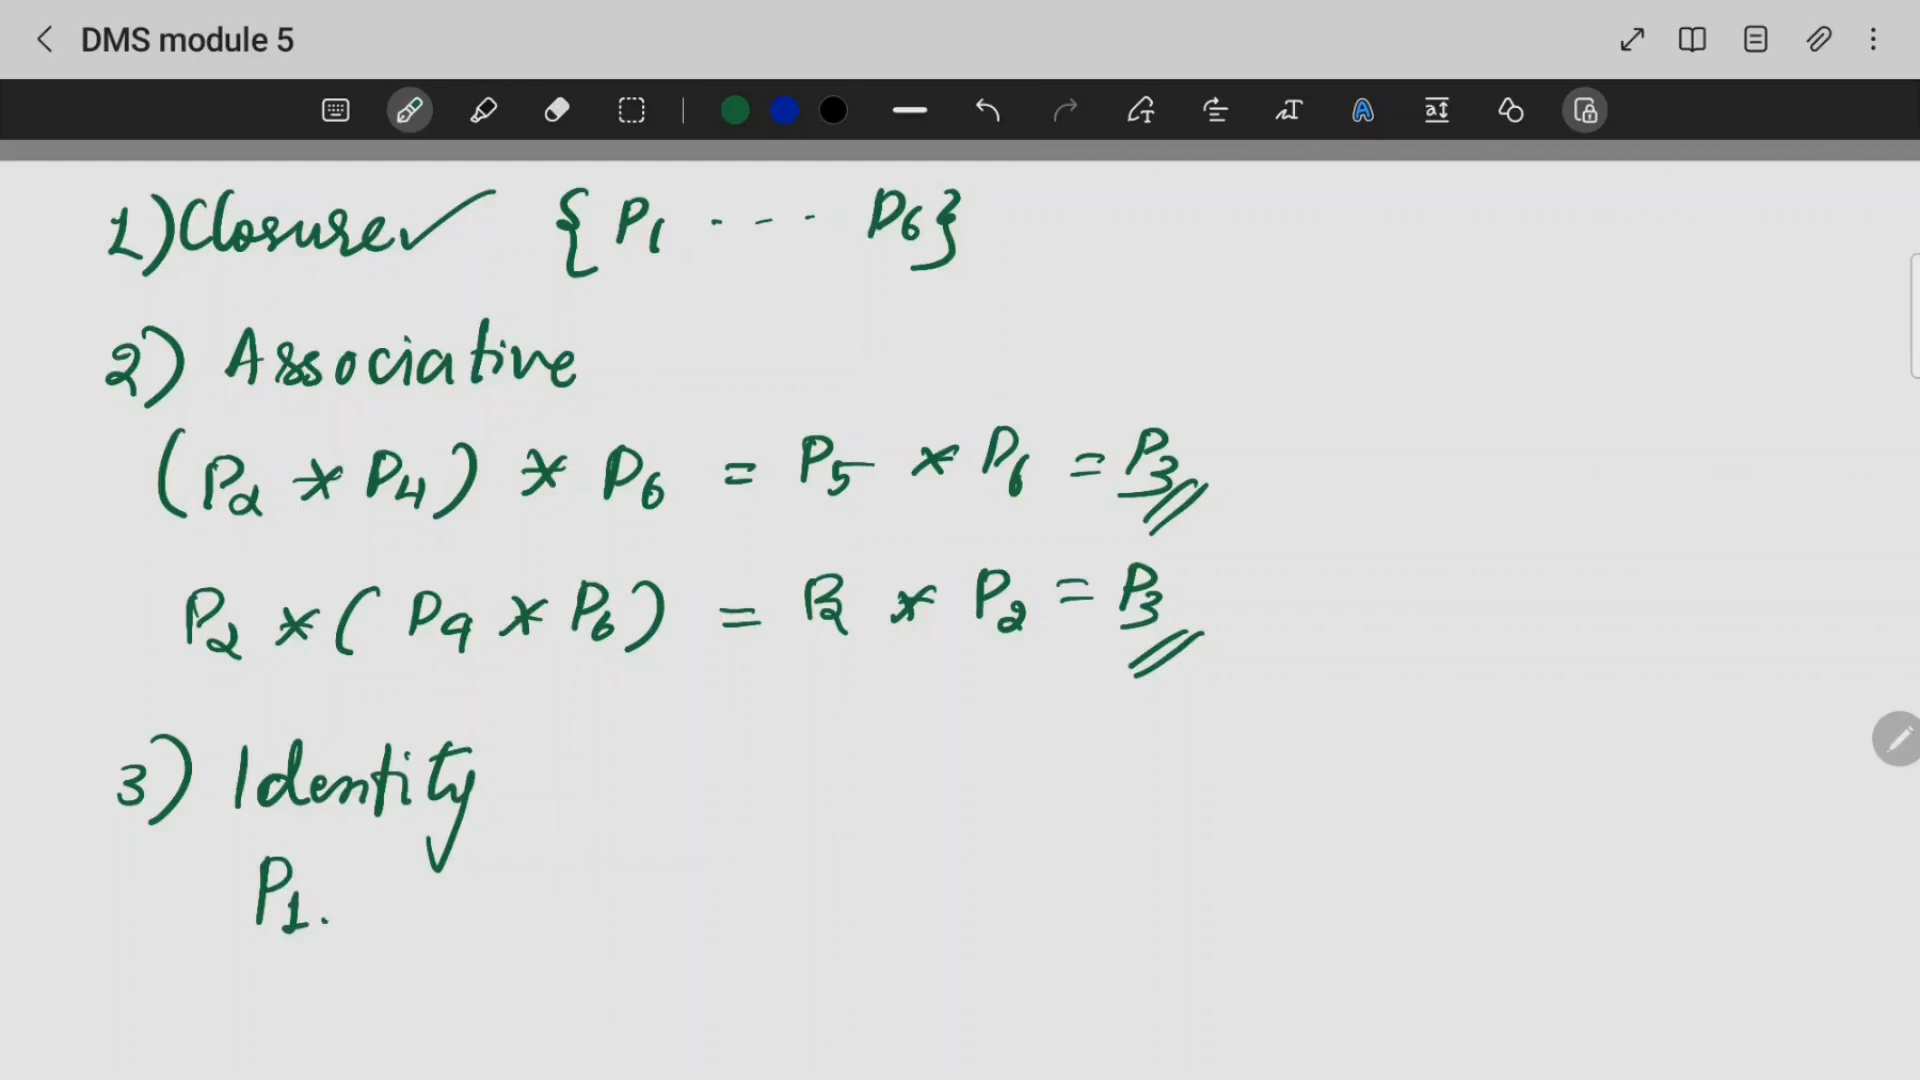 DMS module 5
1) Closure ✓ { P1 - - - P6 }
2) Associative
(P2 * P4) * P6 = P5 * P6 = P3
P2 * ( P4 * P6 ) = P2 * P2 = P3
3) Identity
P1.